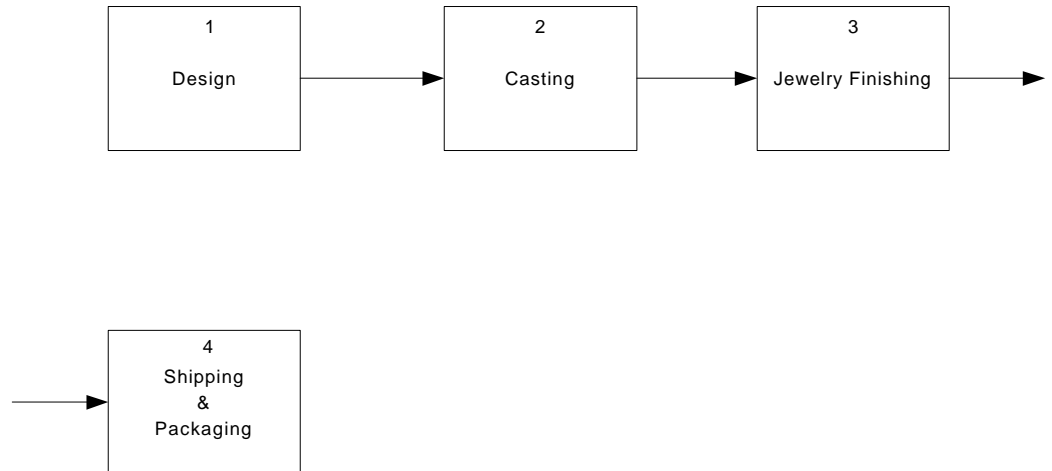 1
Design
2
Casting
3
Jewelry Finishing
4
Shipping
&
Packaging